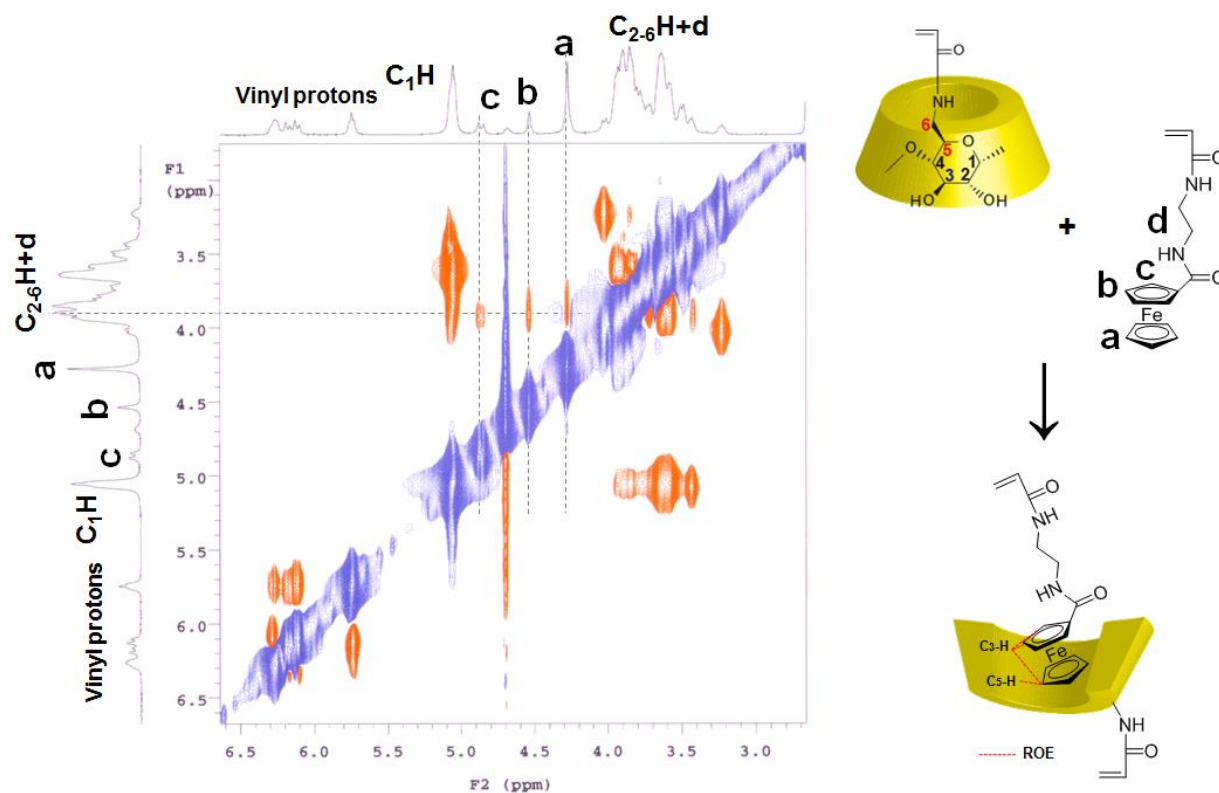 C2-6H+d
a
C1H
b
c
Vinyl protons
F1
(ppm)
3.5
4.0
4.5
5.0
5.5
6.0
6.5
C2-6H+d
a
b
c
C1H
Vinyl protons
6.5 6.0 5.5 5.0 4.5 4.0 3.5 3.0
F2 (ppm)
O
NH
6
5 O
4 1
O 3 2
HO OH
+
O
NH
d
NH
c O
b
Fe
a
O
NH
HN O
C3-H
Fe
C5-H
NH
O
ROE